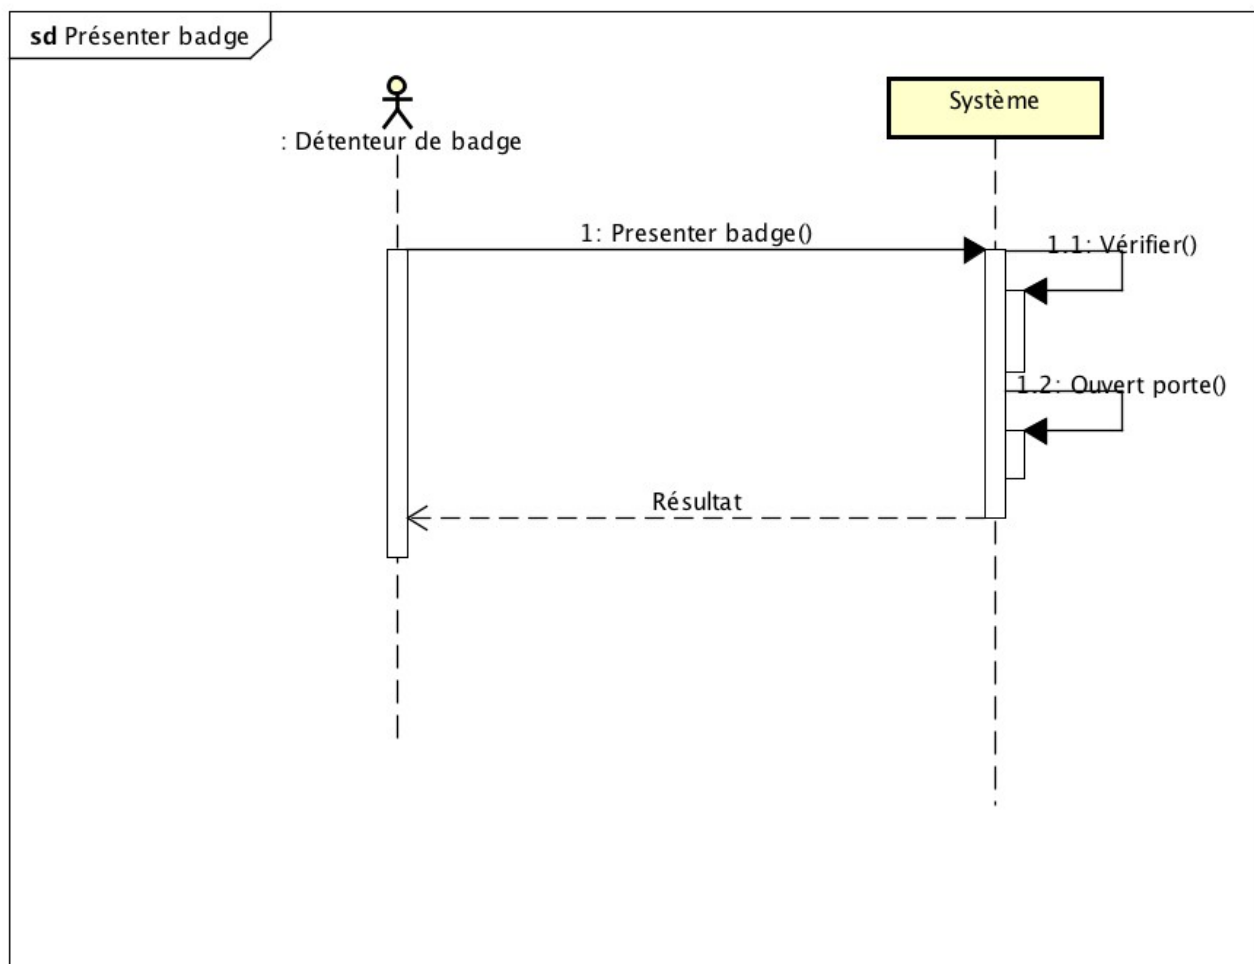 sd Présenter badge
: Détenteur de badge
Système
1: Presenter badge()
1.1: Vérifier()
1.2: Ouvert porte()
Résultat